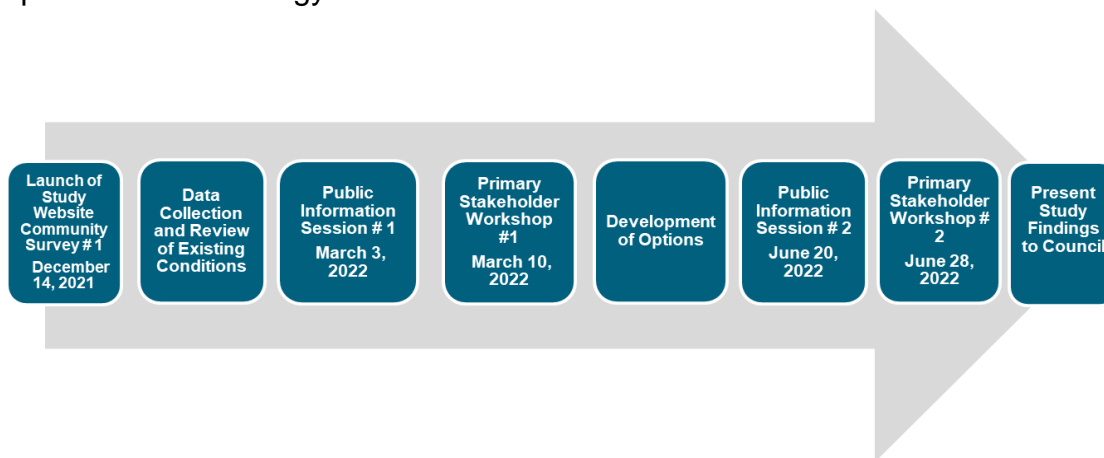 Launch of
Study
Website
Community
Survey # 1
December
14, 2021
Data
Collection
and Review
of Existing
Conditions
Public
Information
Session # 1
March 3,
2022
Primary
Stakeholder
Workshop
#1
March 10,
2022
Development
of Options
Public
Information
Session # 2
June 20,
2022
Primary
Stakeholder
Workshop #
2
June 28,
2022
Present
Study
Findings
to Council